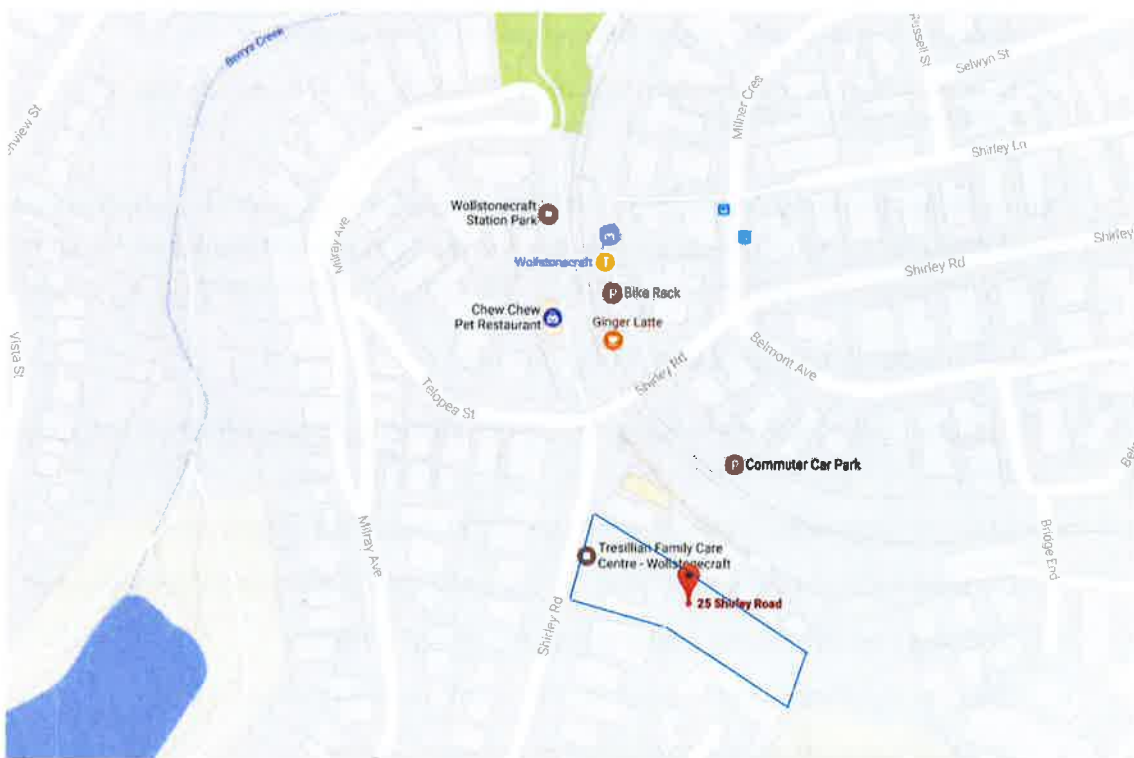 Berrys Creek
Russell St
Selwyn St
Milner Cres
Shirley Ln
Wollstonecraft
Station Park
Milray Ave
Shirley
Wollstonecraft
Shirley Rd
Bike Rack
Chew Chew
Pet Restaurant
Ginger Latte
Vista St
Shirley Rd
Belmont Ave
Telopea St
Commuter Car Park
Milray Ave
Bridge End
Tresillian Family Care
Centre - Wollstonecraft
25 Shirley Road
Shirley Rd